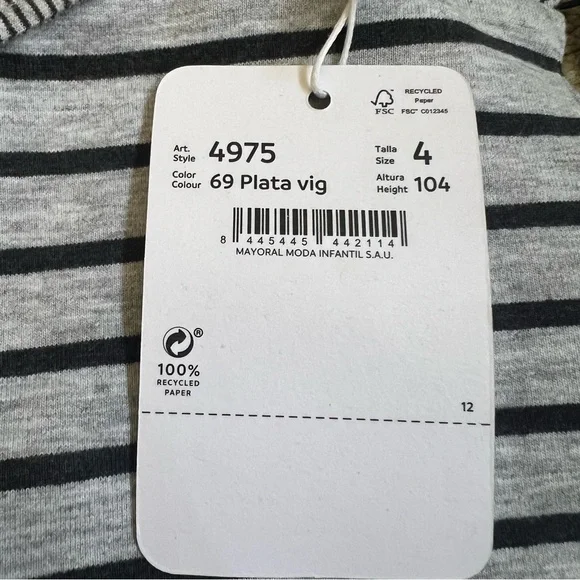 FSC
RECYCLED
Paper
FSC® C012345
Art.
Style
4975
Talla
Size
4
Color
Colour
69 Plata vig
Altura
Height
104
8 445445 442114
MAYORAL MODA INFANTIL S.A.U.
®
100%
RECYCLED
PAPER
12